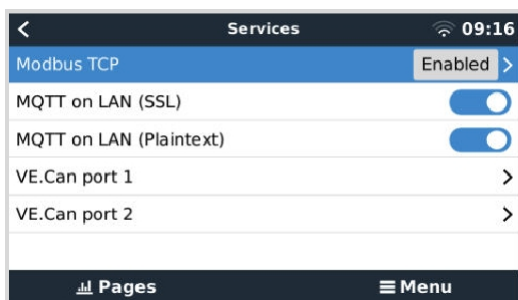 Services 09:16
Modbus TCP Enabled
MQTT on LAN (SSL)
MQTT on LAN (Plaintext)
VE.Can port 1
VE.Can port 2
Pages Menu